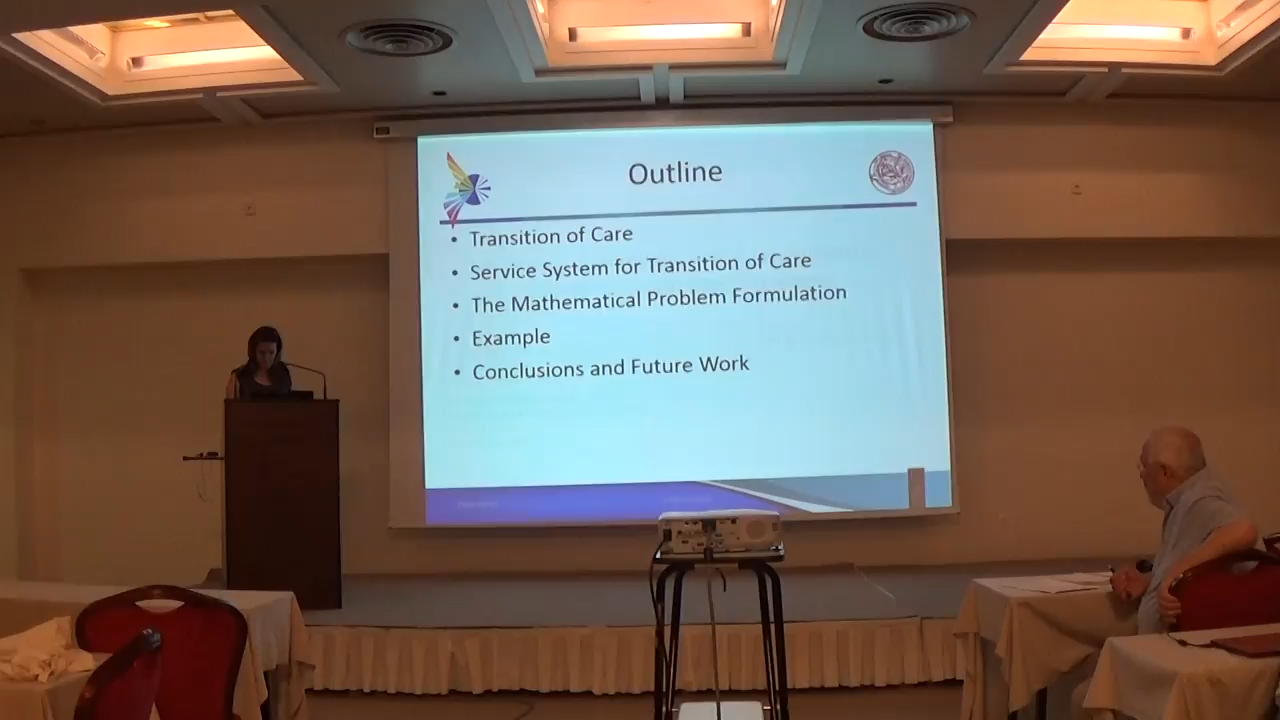 Outline
• Transition of Care
• Service System for Transition of Care
• The Mathematical Problem Formulation
• Example
• Conclusions and Future Work